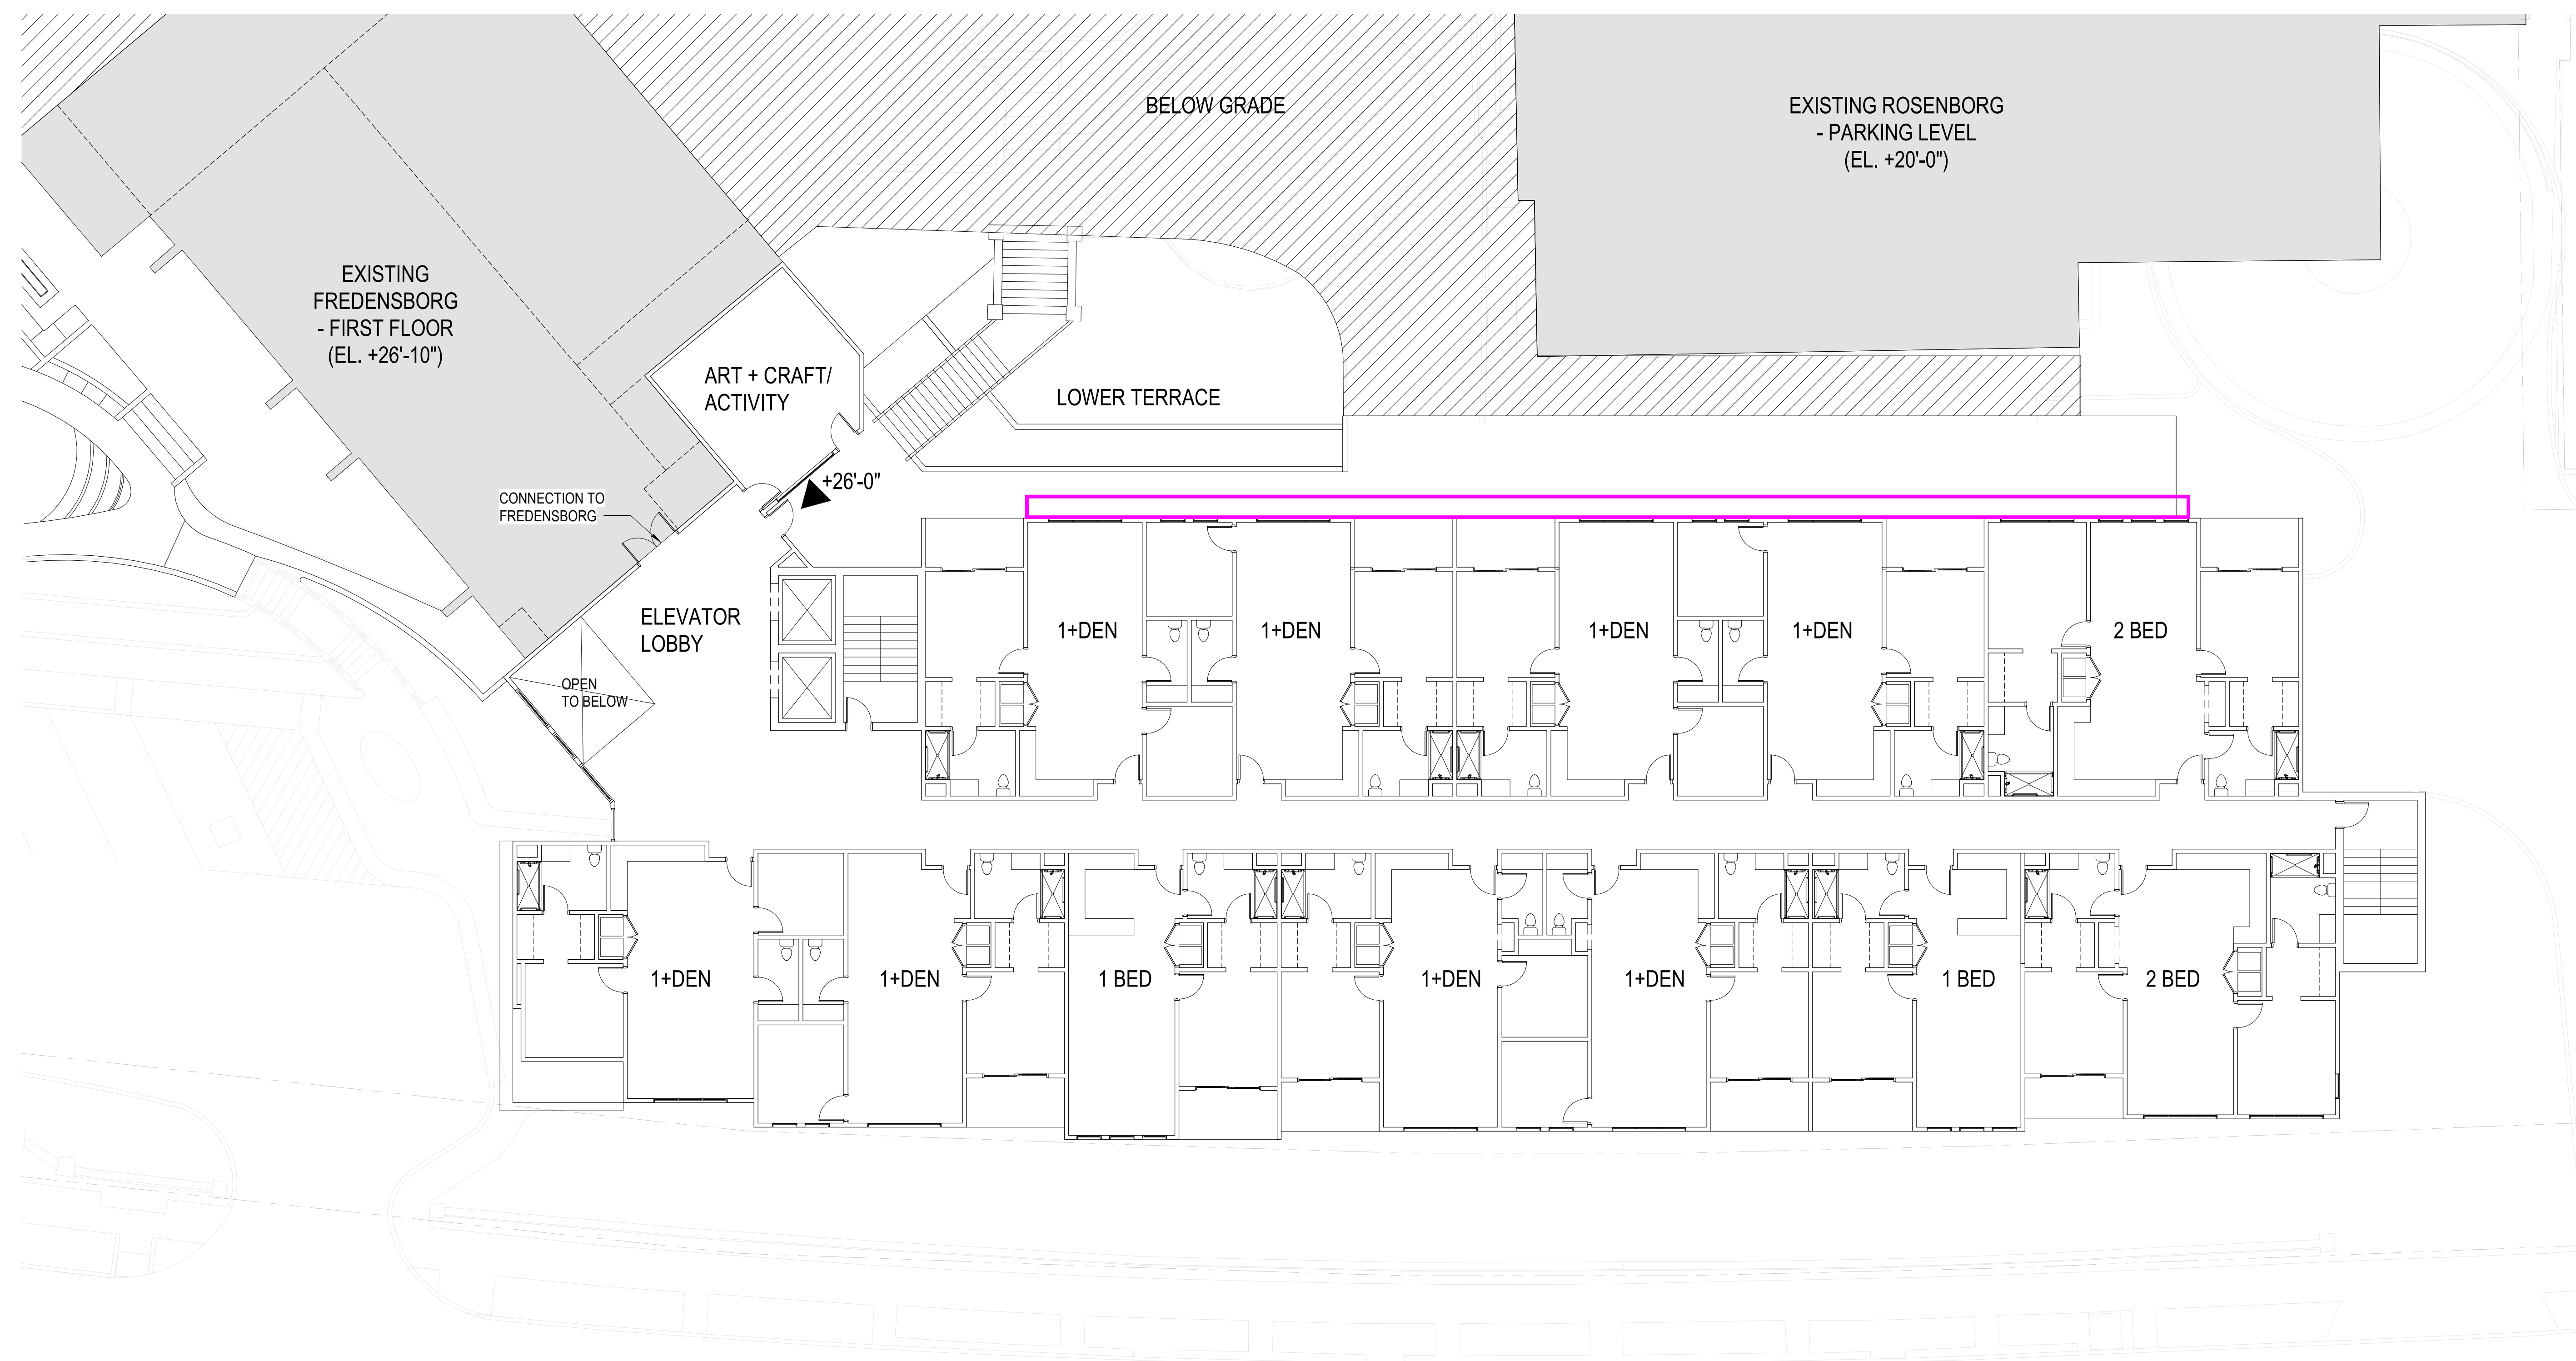 BELOW GRADE
EXISTING ROSENBORG
- PARKING LEVEL
(EL. +20'-0")
EXISTING
FREDENSBORG
- FIRST FLOOR
(EL. +26'-10")
ART + CRAFT/
ACTIVITY
LOWER TERRACE
+26'-0"
CONNECTION TO
FREDENSBORG
ELEVATOR
LOBBY
OPEN
TO BELOW
1+DEN
1+DEN
1+DEN
1+DEN
2 BED
1+DEN
1+DEN
1 BED
1+DEN
1+DEN
1 BED
2 BED